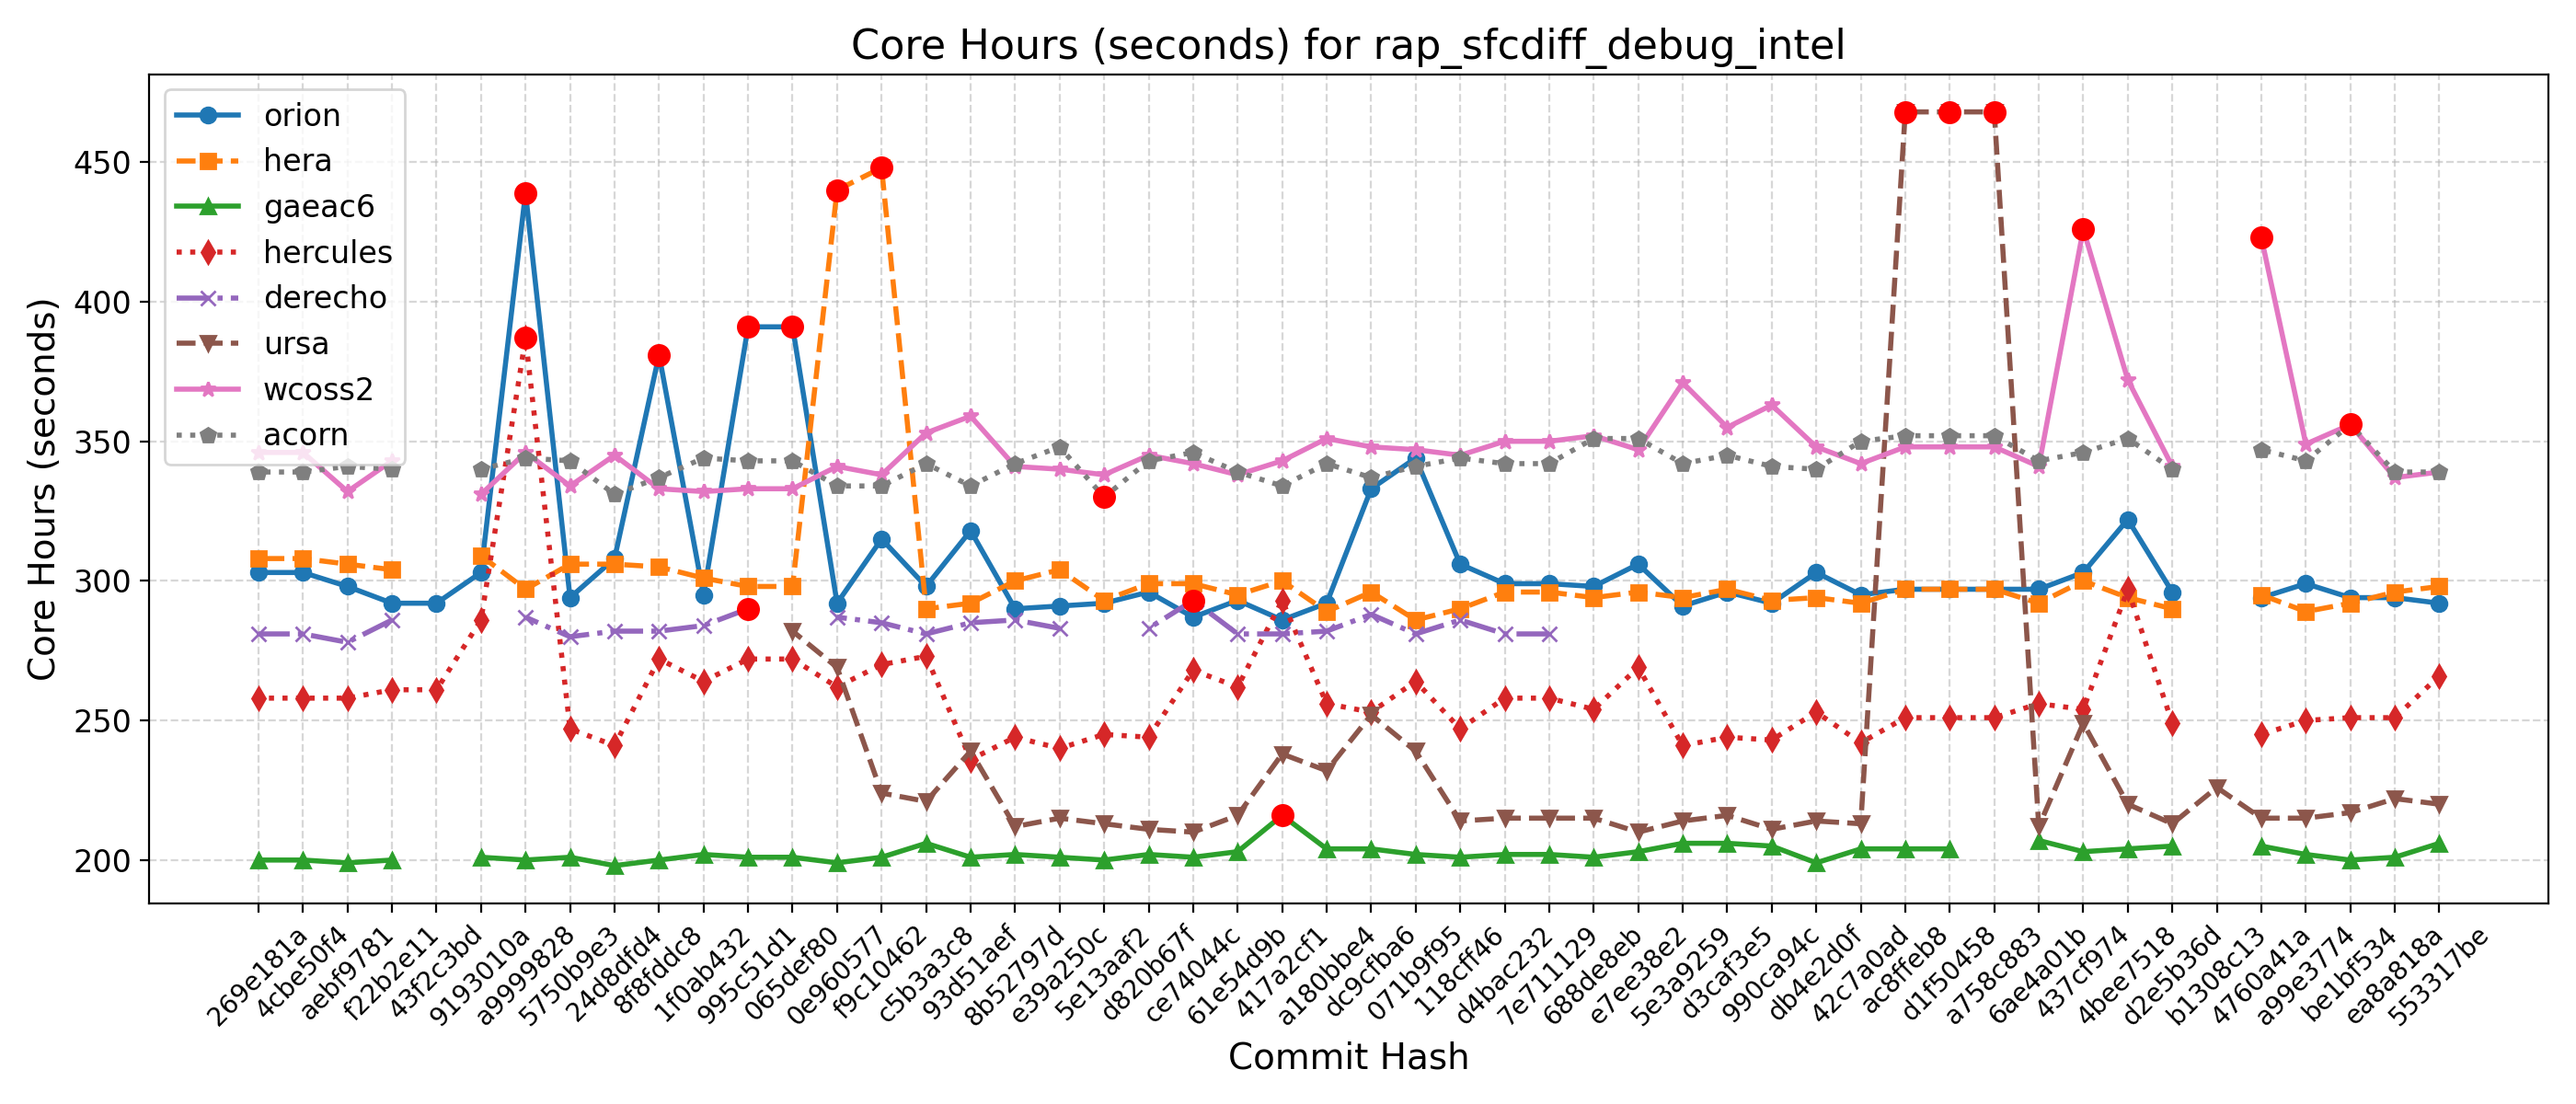 Core Hours (seconds) for rap_sfcdiff_debug_intel
Core Hours (seconds)
450
400
350
300
250
200
orion
hera
gaeac6
hercules
derecho
ursa
wcoss2
acorn
269e181a
4cbe50f4
aebf9781
f22b2e11
43f2c3bd
9193010a
a9999828
5750b9e3
24d8dfd4
8f8fddc8
1f0ab432
995c51d1
065def80
0e960577
f9c10462
c5b3a3c8
93d51aef
8b52797d
e39a250c
5e13aaf2
d820b67f
ce74044c
61e54d9b
417a2cf1
a180bbe4
dc9cfba6
071b9f95
118cff46
d4bac232
7e711129
688de8eb
e7ee38e2
5e3a9259
d3caf3e5
990ca94c
db4e2d0f
42c7a0ad
ac8ffeb8
d1f50458
a758c883
6ae4a01b
437cf974
4bee7518
d2e5b36d
b1308c13
4760a41a
a99e3774
be1bf534
ea8a818a
553317be
Commit Hash